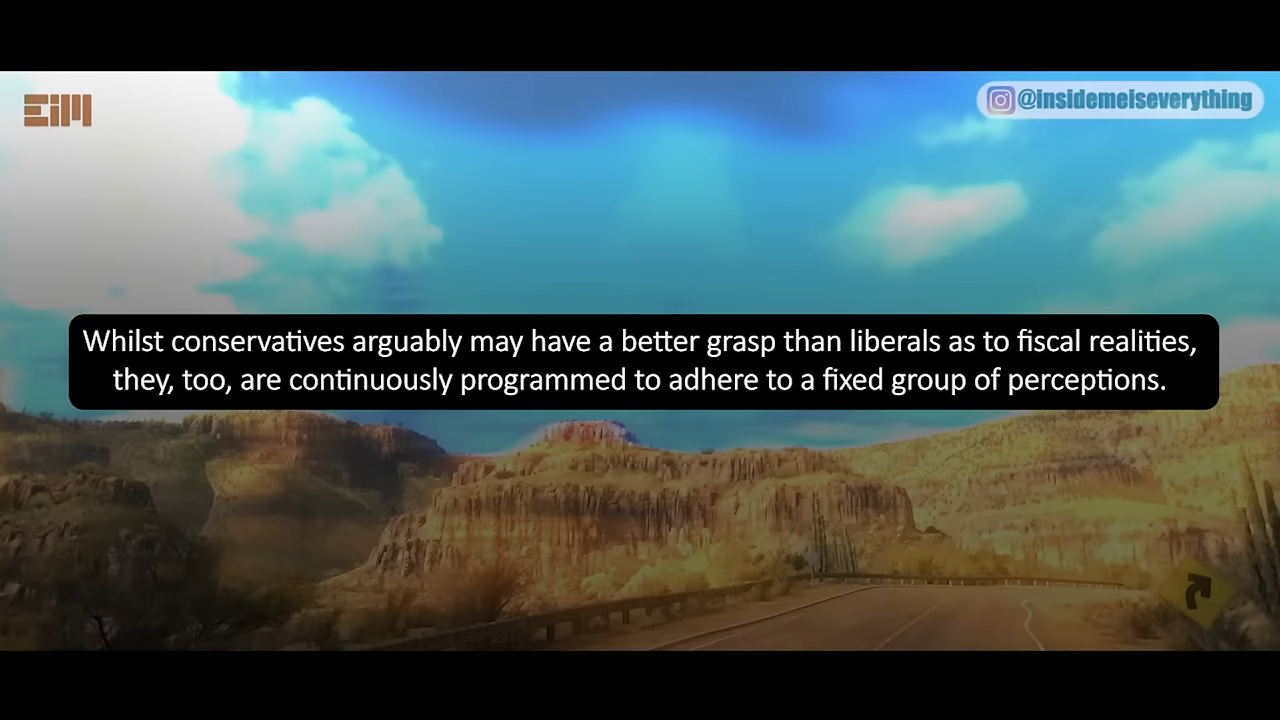 EiM
@insidemeiseverything
Whilst conservatives arguably may have a better grasp than liberals as to fiscal realities,
they, too, are continuously programmed to adhere to a fixed group of perceptions.